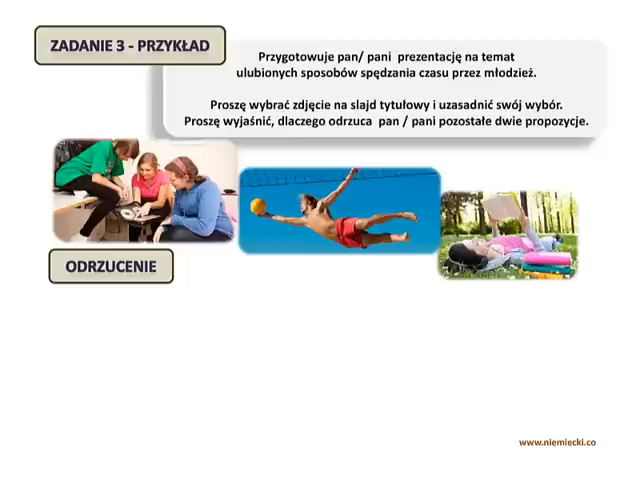 ZADANIE 3 - PRZYKŁAD
Przygotowuje pan/ pani  prezentację na temat
ulubionych sposobów spędzania czasu przez młodzież.
Proszę wybrać zdjęcie na slajd tytułowy i uzasadnić swój wybór.
Proszę wyjaśnić, dlaczego odrzuca  pan / pani pozostałe dwie propozycje.
ODRZUCENIE
www.niemiecki.co